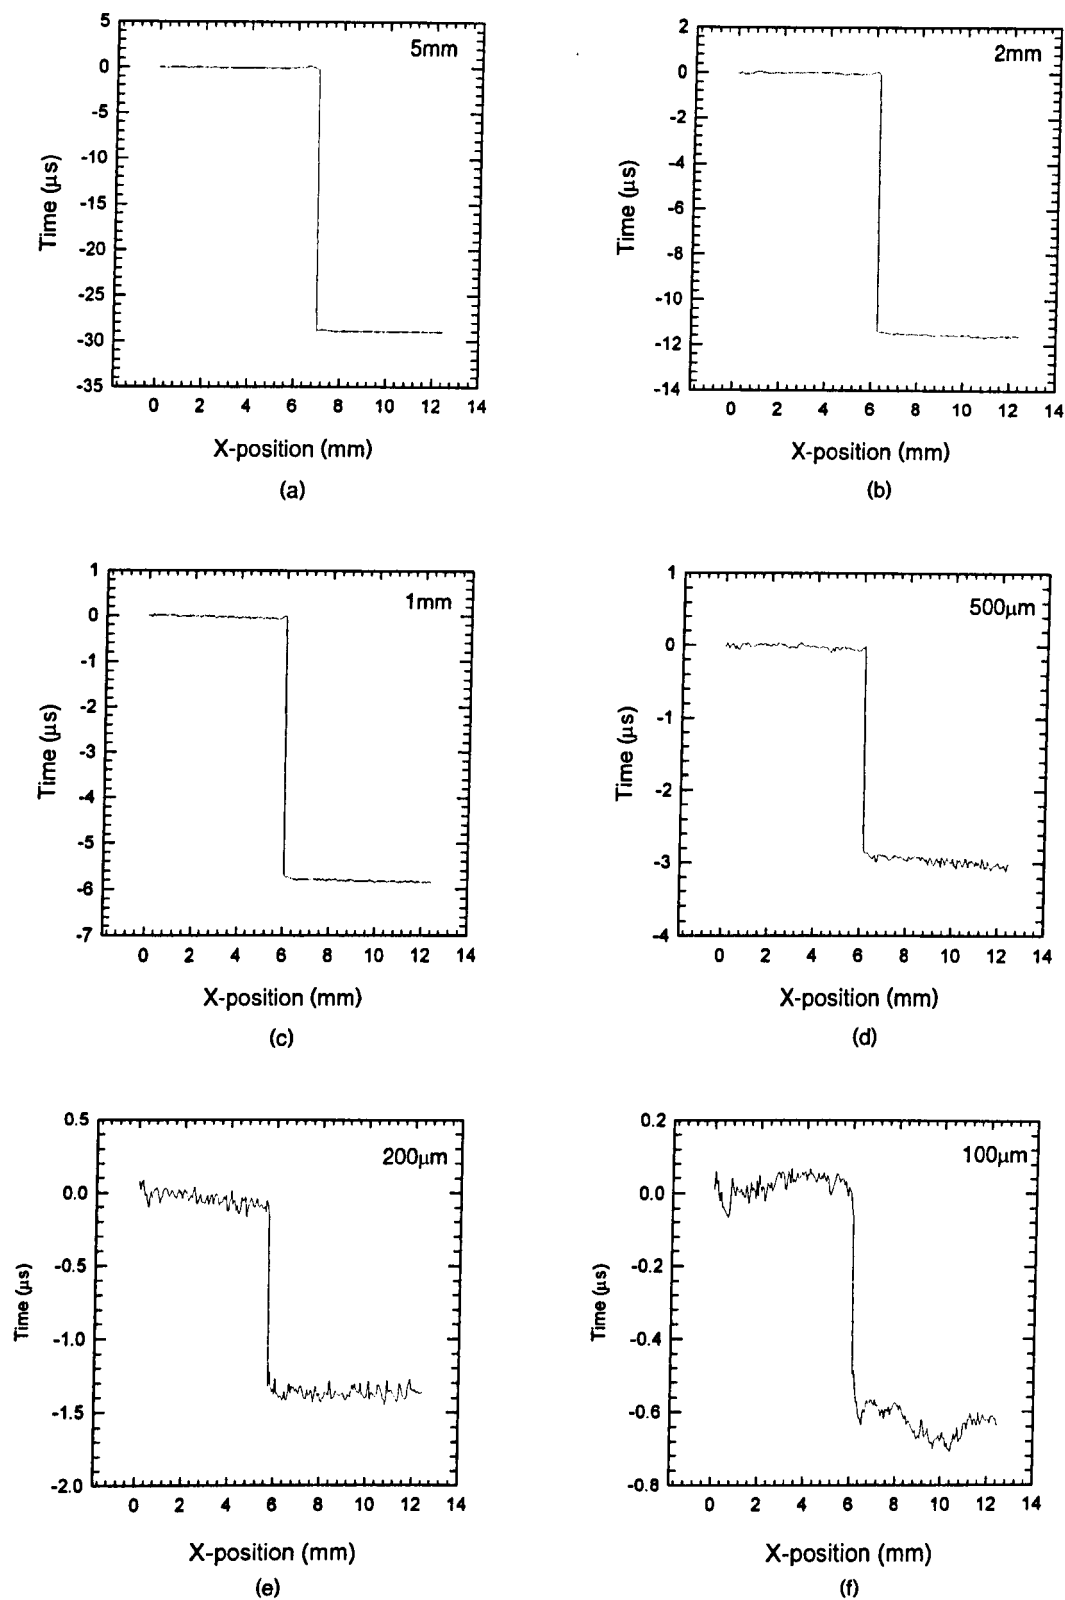 5mm
5
0
-5
-10
-15
-20
-25
-30
-35
Time (μs)
0 2 4 6 8 10 12 14
X-position (mm)
(a)
2mm
2
0
-2
-4
-6
-8
-10
-12
-14
Time (μs)
0 2 4 6 8 10 12 14
X-position (mm)
(b)
1mm
1
0
-1
-2
-3
-4
-5
-6
-7
Time (μs)
0 2 4 6 8 10 12 14
X-position (mm)
(c)
500μm
1
0
-1
-2
-3
-4
Time (μs)
0 2 4 6 8 10 12 14
X-position (mm)
(d)
200μm
0.5
0.0
-0.5
-1.0
-1.5
-2.0
Time (μs)
0 2 4 6 8 10 12 14
X-position (mm)
(e)
100μm
0.2
0.0
-0.2
-0.4
-0.6
-0.8
Time (μs)
0 2 4 6 8 10 12 14
X-position (mm)
(f)